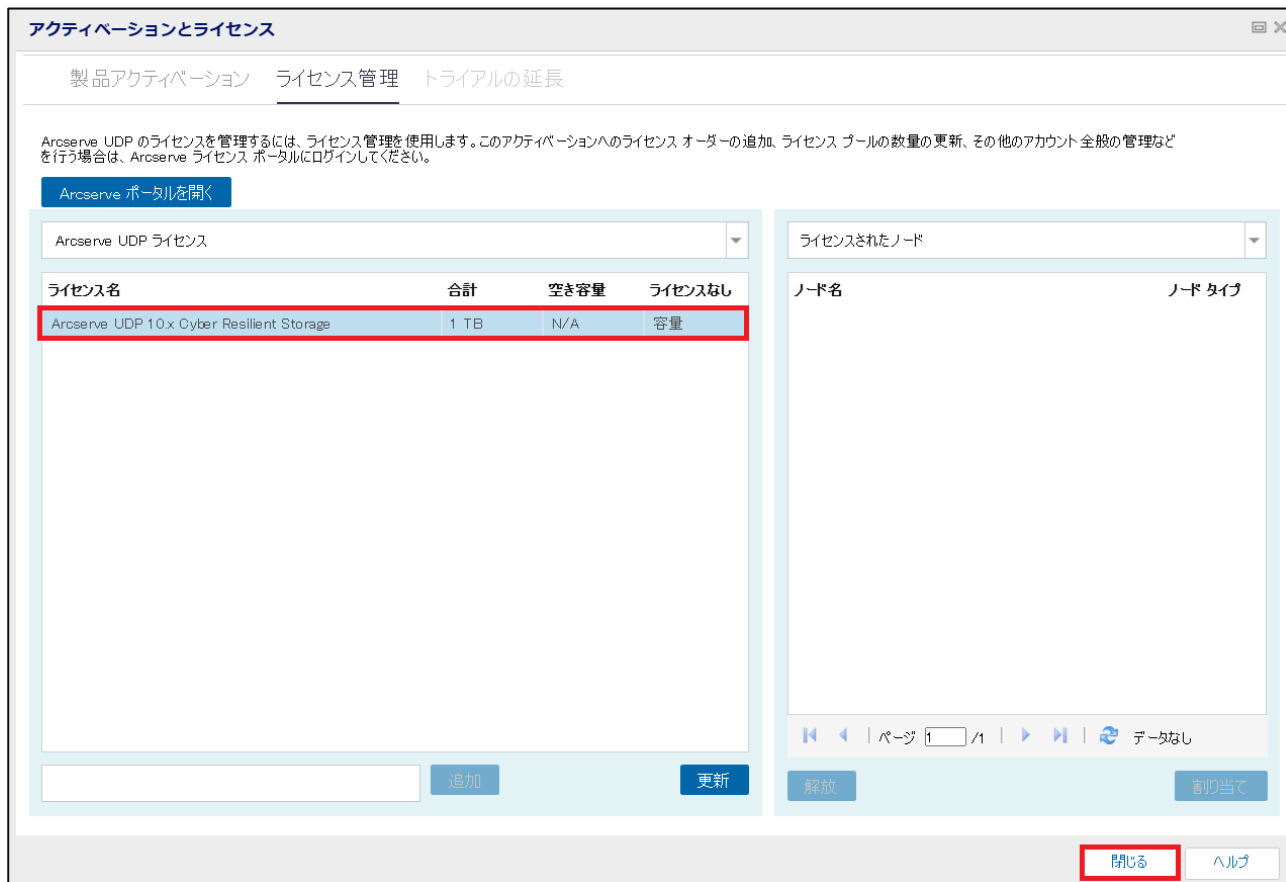 アクティベーションとライセンス
製品アクティベーション ライセンス管理 トライアルの延長
Arcserve UDP のライセンスを管理するには、ライセンス管理を使用します。このアクティベーションへのライセンス オーダーの追加、ライセンス プールの数量の更新、その他のアカウント全般の管理など
を行う場合は、Arcserve ライセンス ポータルにログインしてください。
Arcserve ポータルを開く
Arcserve UDP ライセンス
ライセンス名 合計 空き容量 ライセンスなし
Arcserve UDP 10.x Cyber Resilient Storage 1 TB N/A 容量
追加 更新
ライセンスされたノード
ノード名 ノード タイプ
ページ 1 /1 データなし
解放 割り当て
閉じる ヘルプ